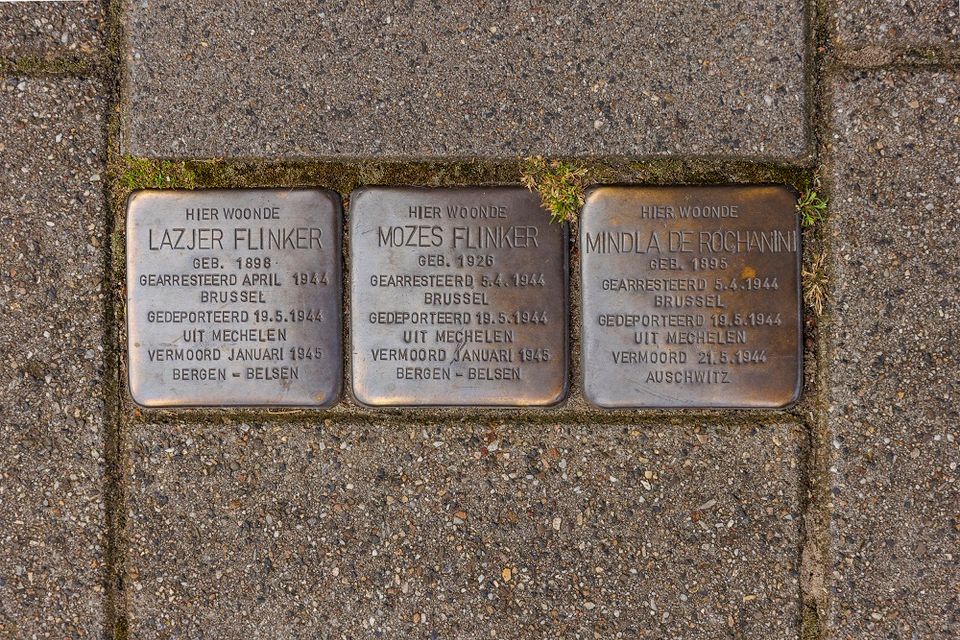 HIER WOONDE
LAZJER FLINKER
GEB. 1898
GEARRESTEERD APRIL 1944
BRUSSEL
GEDEPORTEERD 19.5.1944
UIT MECHELEN
VERMOORD JANUARI 1945
BERGEN - BELSEN
HIER WOONDE
MOZES FLINKER
GEB. 1926
GEARRESTEERD 5.4.1944
BRUSSEL
GEDEPORTEERD 19.5.1944
UIT MECHELEN
VERMOORD JANUARI 1945
BERGEN - BELSEN
HIER WOONDE
MINDLA DE ROCHANINI
GEB. 1895
GEARRESTEERD 5.4.1944
BRUSSEL
GEDEPORTEERD 19.5.1944
UIT MECHELEN
VERMOORD 21.5.1944
AUSCHWITZ